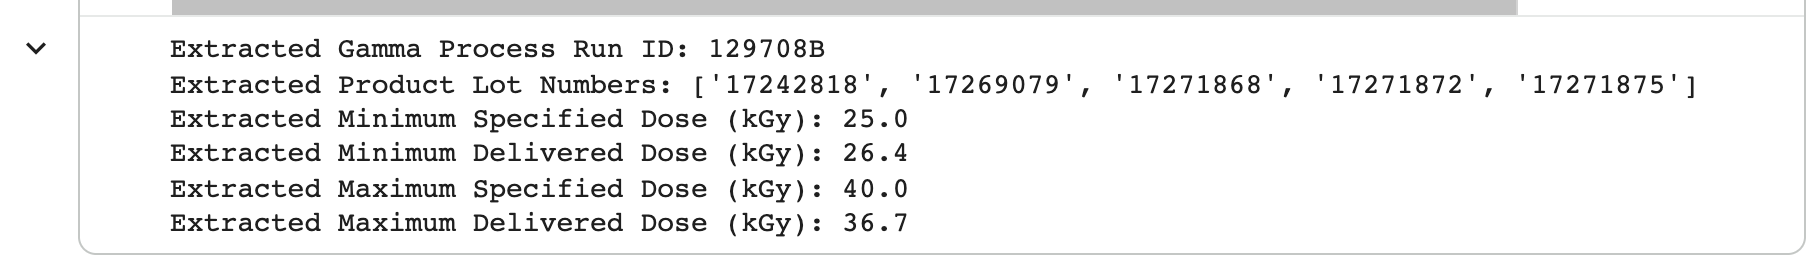 Extracted Gamma Process Run ID: 129708B
Extracted Product Lot Numbers: ['17242818', '17269079', '17271868', '17271872', '17271875']
Extracted Minimum Specified Dose (kGy): 25.0
Extracted Minimum Delivered Dose (kGy): 26.4
Extracted Maximum Specified Dose (kGy): 40.0
Extracted Maximum Delivered Dose (kGy): 36.7